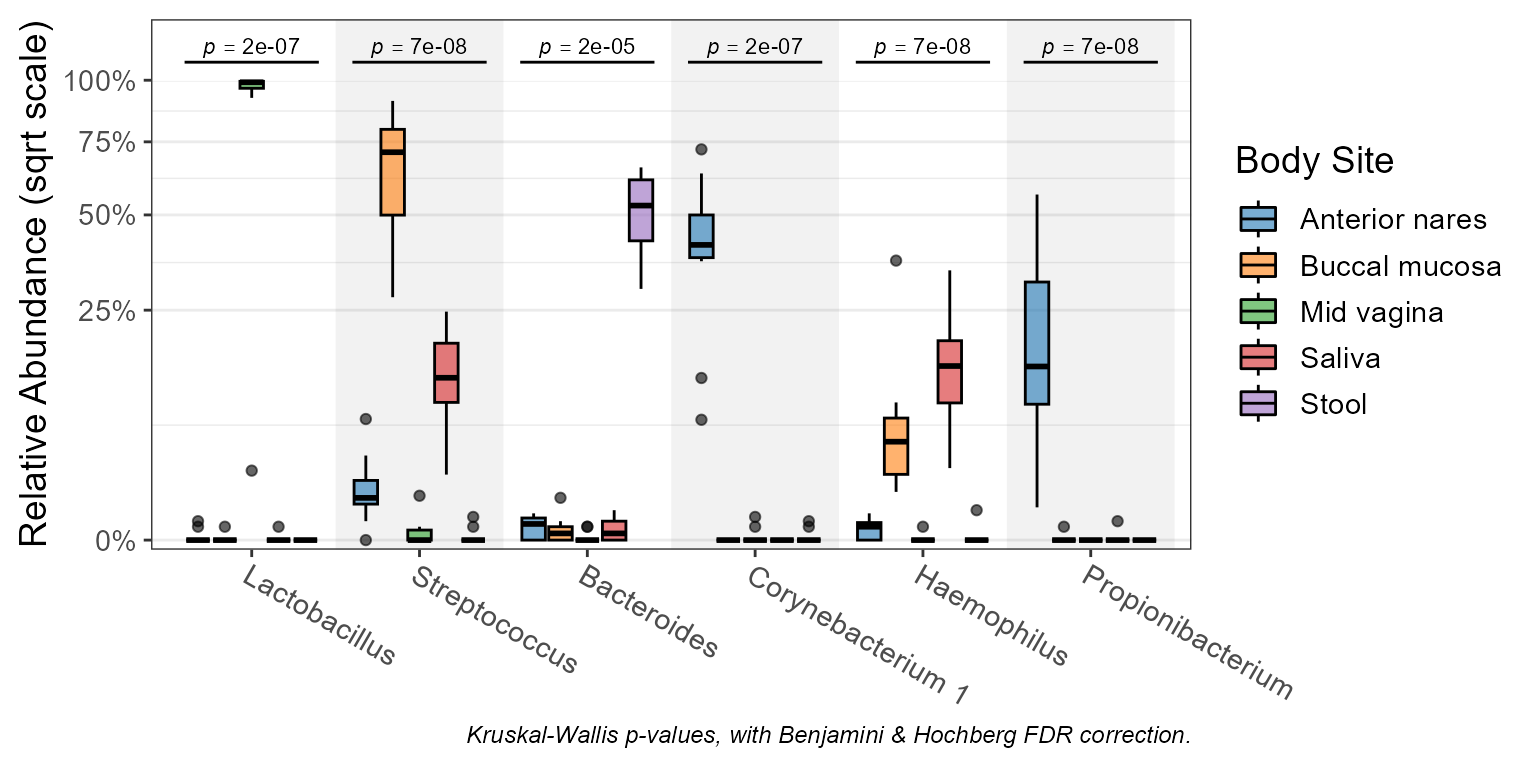 p = 2e-07
p = 7e-08
p = 2e-05
p = 2e-07
p = 7e-08
p = 7e-08
Relative Abundance (sqrt scale)
100%
75%
50%
25%
0%
Lactobacillus
Streptococcus
Bacteroides
Corynebacterium 1
Haemophilus
Propionibacterium
Body Site
Anterior nares
Buccal mucosa
Mid vagina
Saliva
Stool
Kruskal-Wallis p-values, with Benjamini & Hochberg FDR correction.